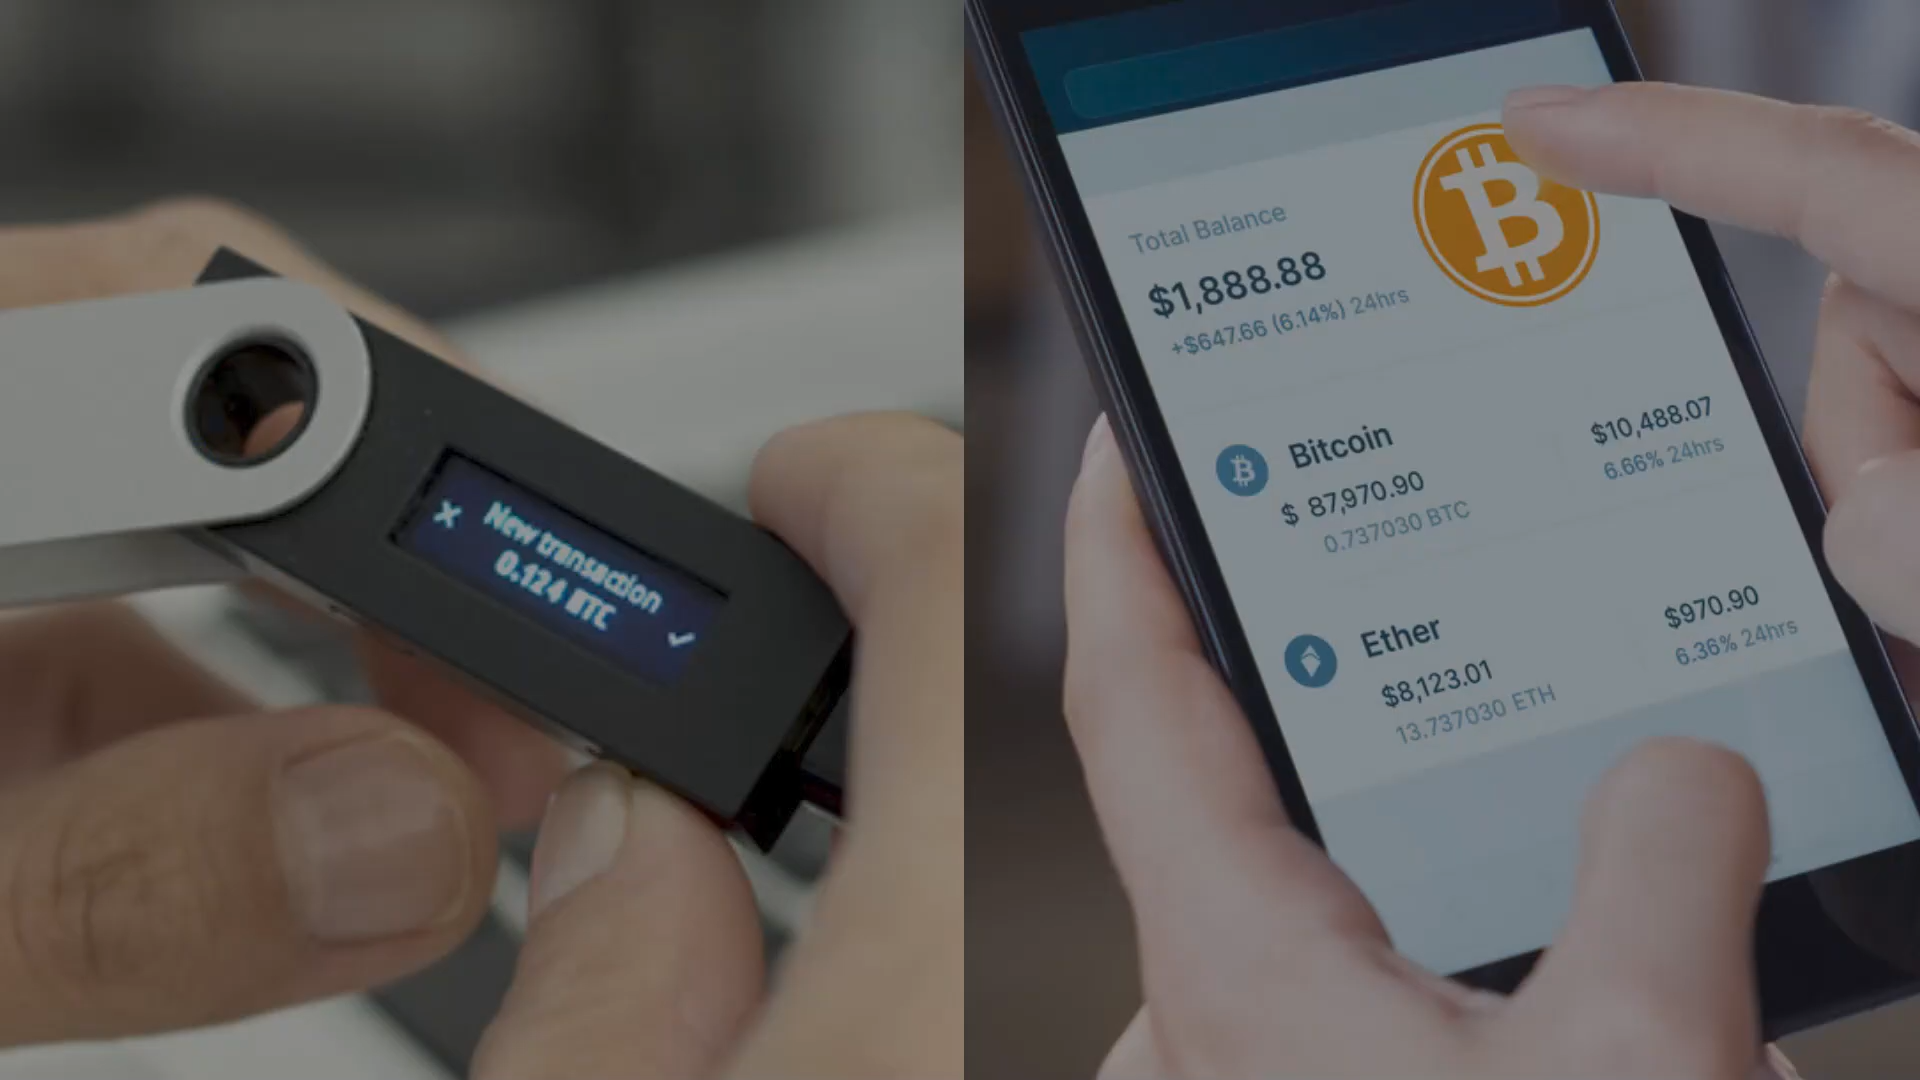 × New transaction
0.124 BTC ✓
Total Balance
$1,888.88
+$647.66 (6.14%) 24hrs
Bitcoin
$10,488.07
$ 87,970.90
6.66% 24hrs
0.737030 BTC
Ether
$970.90
$8,123.01
6.36% 24hrs
13.737030 ETH